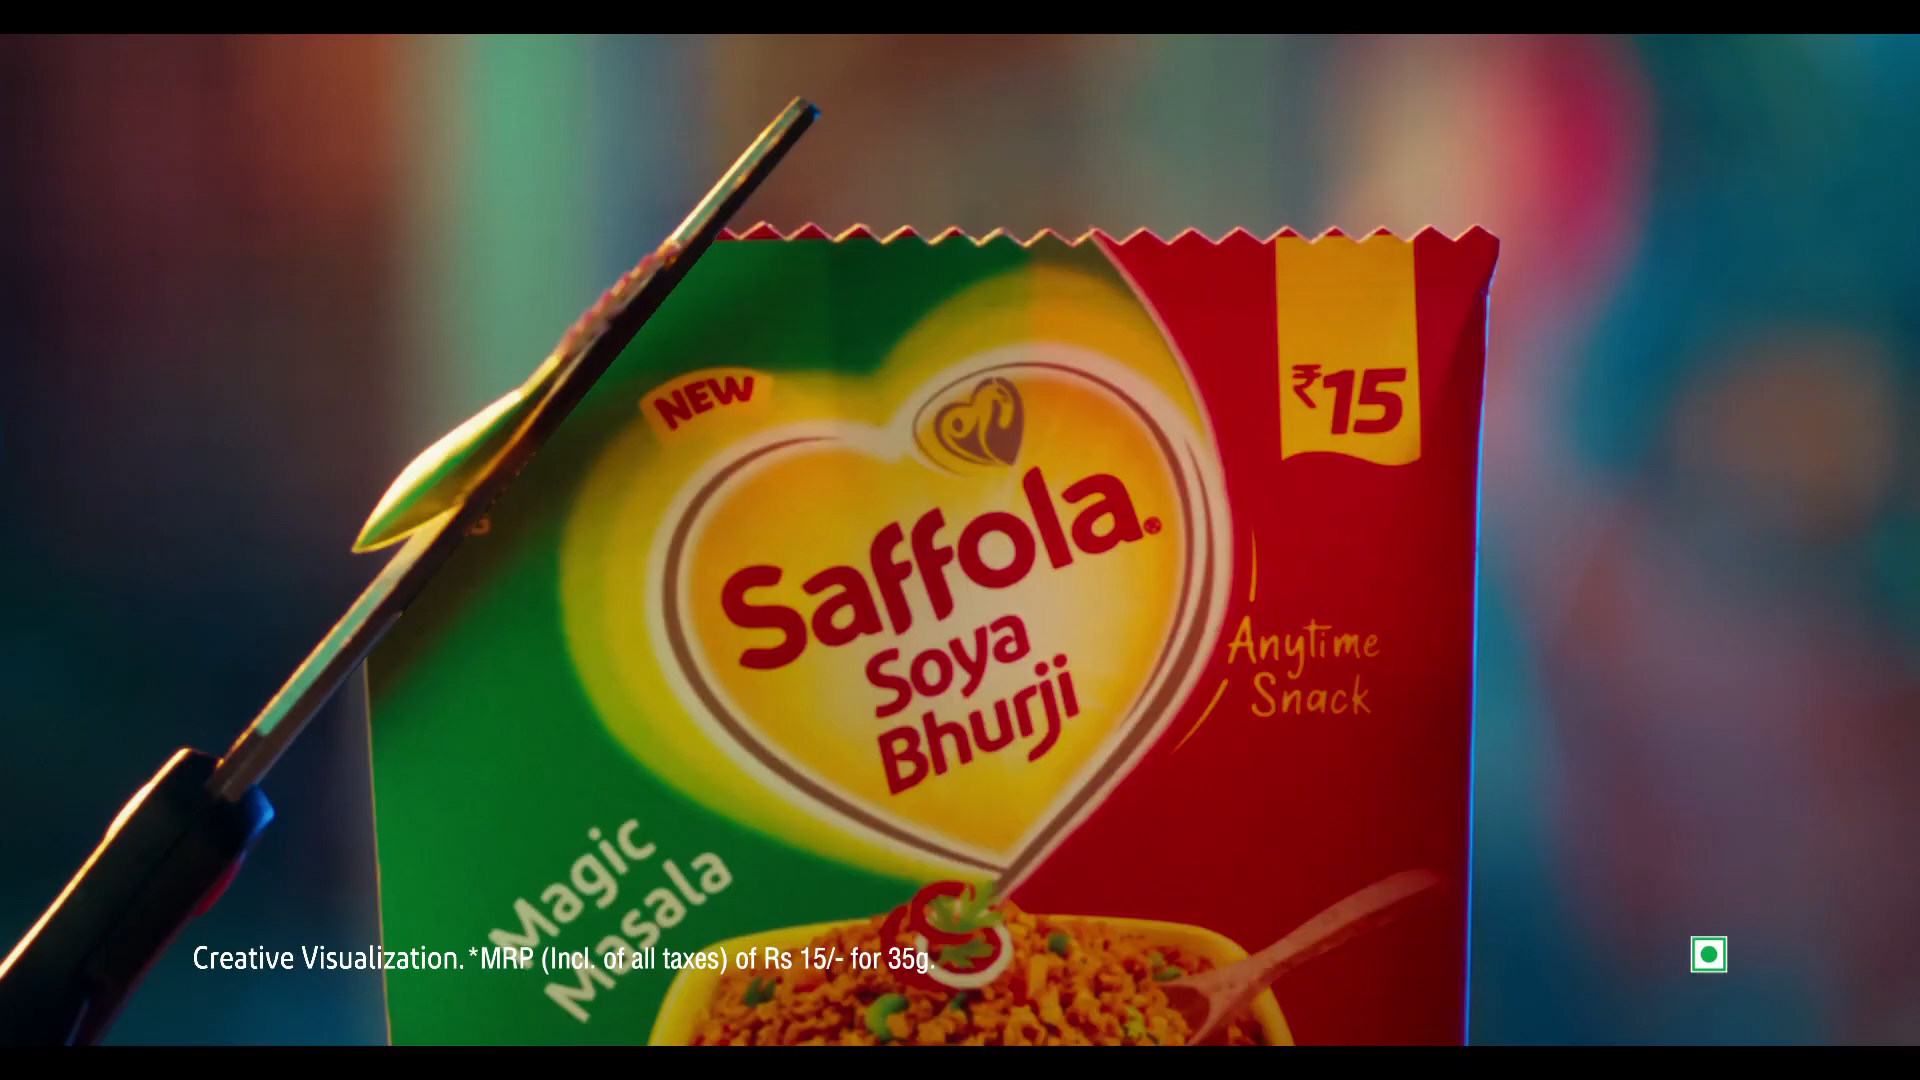 NEW
₹15
Saffola®
Soya
Bhurji
Anytime
Snack
Magic
Masala
Creative Visualization.*MRP (Incl. of all taxes) of Rs 15/- for 35g.